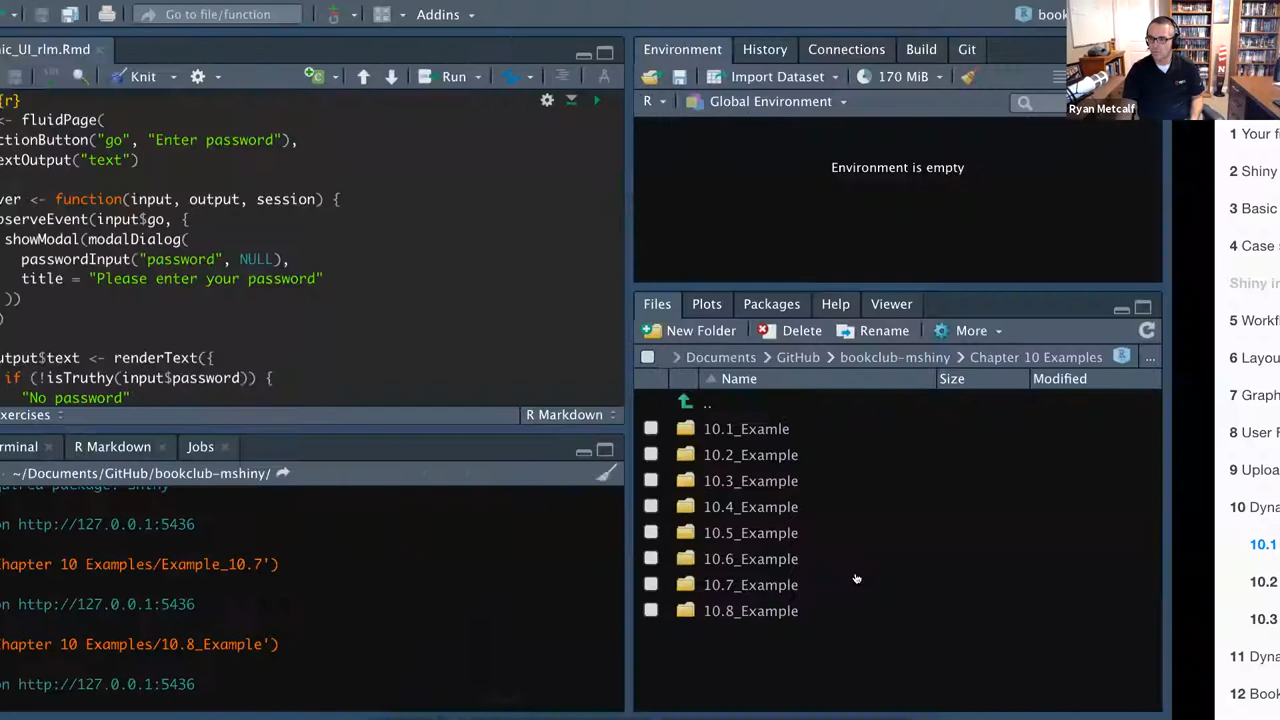 Go to file/function
Addins
book
ic_UI_rlm.Rmd
Knit
Run
{r}
<- fluidPage(
ctionButton("go", "Enter password"),
extOutput("text")
ver <- function(input, output, session) {
bserveEvent(input$go, {
showModal(modalDialog(
passwordInput("password", NULL),
title = "Please enter your password"
))
)
utput$text <- renderText({
if (!isTruthy(input$password)) {
"No password"
xercises
R Markdown
rminal
R Markdown
Jobs
~/Documents/GitHub/bookclub-mshiny/
quired package: shiny
on http://127.0.0.1:5436
hapter 10 Examples/Example_10.7')
on http://127.0.0.1:5436
hapter 10 Examples/10.8_Example')
on http://127.0.0.1:5436
Environment
History
Connections
Build
Git
Import Dataset
170 MiB
R
Global Environment
Environment is empty
Files
Plots
Packages
Help
Viewer
New Folder
Delete
Rename
More
Documents
GitHub
bookclub-mshiny
Chapter 10 Examples
...
Name
Size
Modified
..
10.1_Examle
10.2_Example
10.3_Example
10.4_Example
10.5_Example
10.6_Example
10.7_Example
10.8_Example
Ryan Metcalf
1 Your f
2 Shiny
3 Basic
4 Case s
Shiny in
5 Workfl
6 Layou
7 Graph
8 User F
9 Uploa
10 Dyna
10.1
10.2
10.3
11 Dyna
12 Book